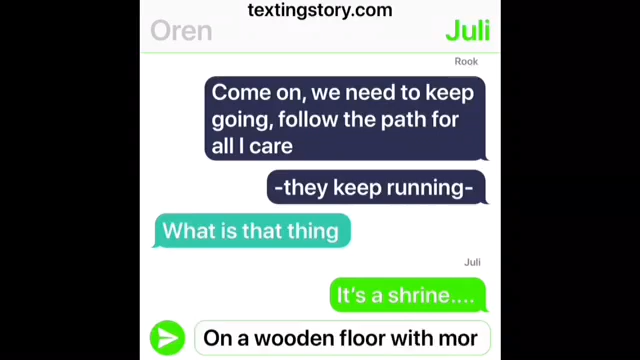 textingstory.com
Oren Juli
Rook
Come on, we need to keep
going, follow the path for
all I care
-they keep running-
What is that thing
Juli
It's a shrine....
On a wooden floor with mor